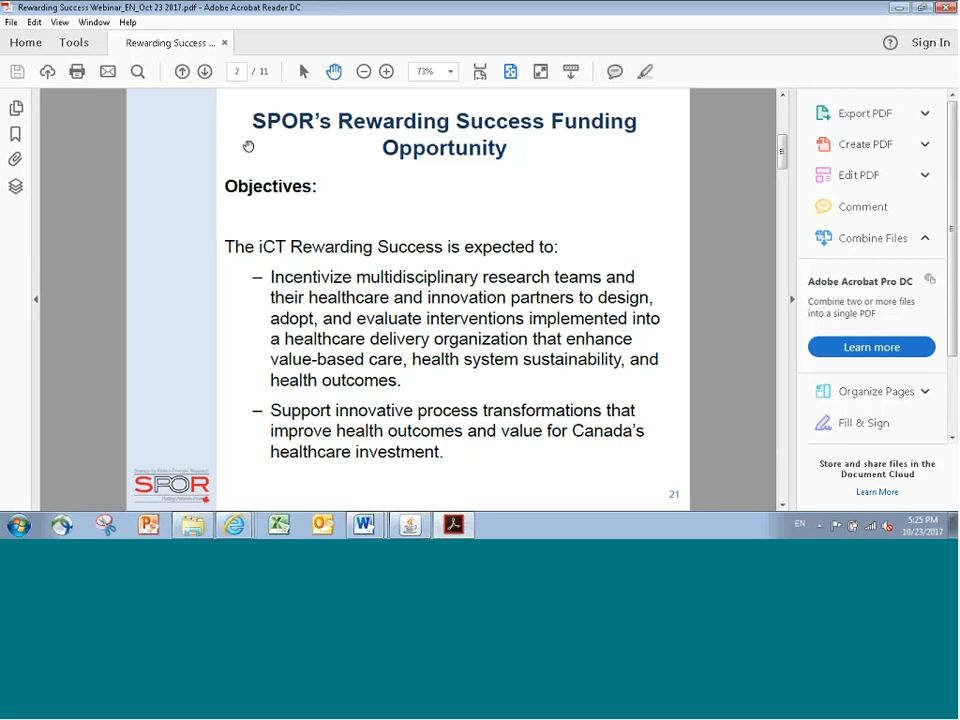 Rewarding Success Webinar_EN_Oct 23 2017.pdf - Adobe Acrobat Reader DC
File Edit View Window Help
Home Tools Rewarding Success ... × Sign In
2 / 11 73%
SPOR's Rewarding Success Funding
Opportunity
Objectives:
The iCT Rewarding Success is expected to:
– Incentivize multidisciplinary research teams and
their healthcare and innovation partners to design,
adopt, and evaluate interventions implemented into
a healthcare delivery organization that enhance
value-based care, health system sustainability, and
health outcomes.
– Support innovative process transformations that
improve health outcomes and value for Canada's
healthcare investment.
SPOR
21
Export PDF
Create PDF
Edit PDF
Comment
Combine Files
Adobe Acrobat Pro DC
Combine two or more files
into a single PDF
Learn more
Organize Pages
Fill & Sign
Store and share files in the
Document Cloud
Learn More
EN
5:25 PM
10/23/2017